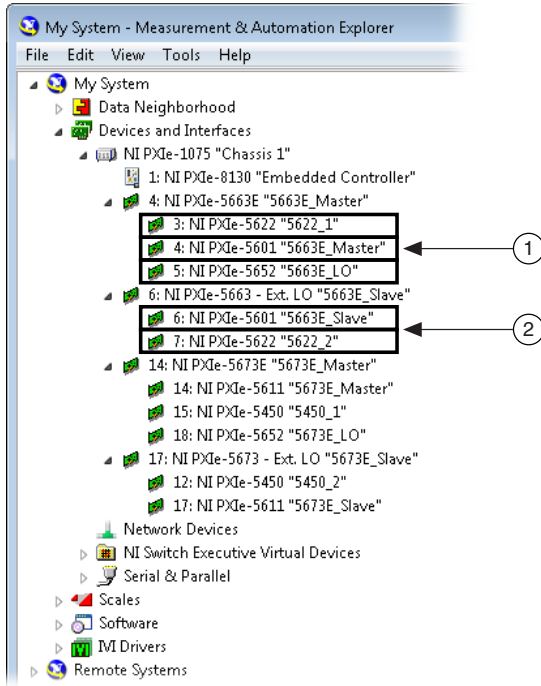 My System - Measurement & Automation Explorer
File Edit View Tools Help
My System
Data Neighborhood
Devices and Interfaces
NI PXIe-1075 "Chassis 1"
1: NI PXIe-8130 "Embedded Controller"
4: NI PXIe-5663E "5663E_Master"
3: NI PXIe-5622 "5622_1"
4: NI PXIe-5601 "5663E_Master"
1
5: NI PXIe-5652 "5663E_LO"
6: NI PXIe-5663 - Ext. LO "5663E_Slave"
6: NI PXIe-5601 "5663E_Slave"
2
7: NI PXIe-5622 "5622_2"
14: NI PXIe-5673E "5673E_Master"
14: NI PXIe-5611 "5673E_Master"
15: NI PXIe-5450 "5450_1"
18: NI PXIe-5652 "5673E_LO"
17: NI PXIe-5673 - Ext. LO "5673E_Slave"
12: NI PXIe-5450 "5450_2"
17: NI PXIe-5611 "5673E_Slave"
Network Devices
NI Switch Executive Virtual Devices
Serial & Parallel
Scales
Software
IVI Drivers
Remote Systems